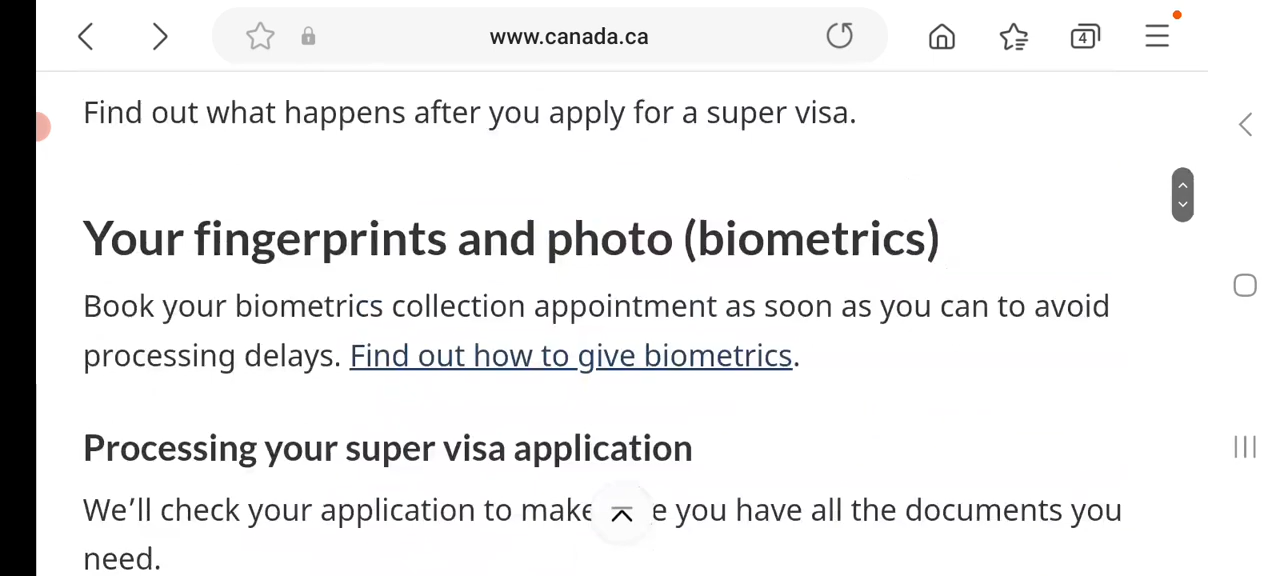 www.canada.ca
4
Find out what happens after you apply for a super visa.
Your fingerprints and photo (biometrics)
Book your biometrics collection appointment as soon as you can to avoid
processing delays. Find out how to give biometrics.
Processing your super visa application
We’ll check your application to make you have all the documents you
need.